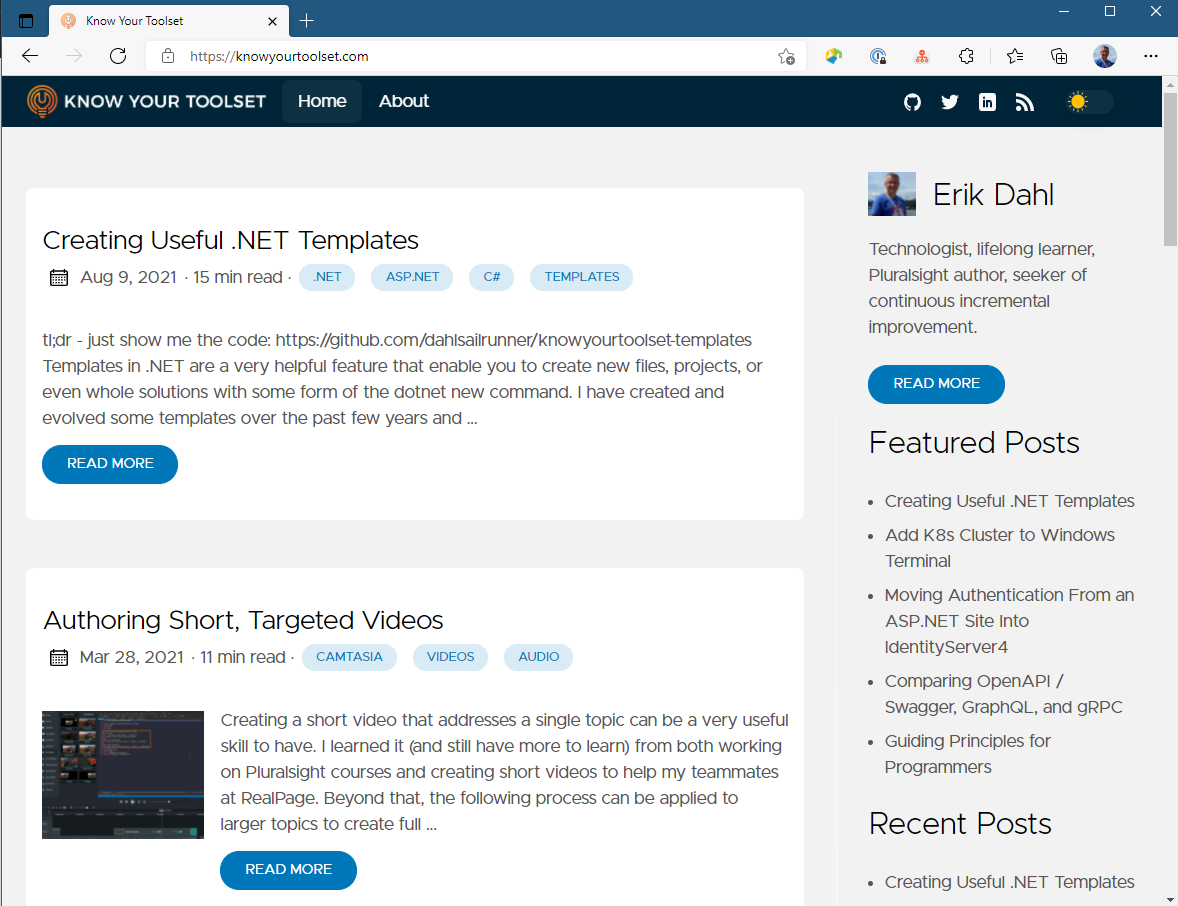 Know Your Toolset
https://knowyourtoolset.com
KNOW YOUR TOOLSET
Home
About
Creating Useful .NET Templates
Aug 9, 2021 · 15 min read · .NET ASP.NET C# TEMPLATES
tl;dr - just show me the code: https://github.com/dahlsailrunner/knowyourtoolset-templates
Templates in .NET are a very helpful feature that enable you to create new files, projects, or
even whole solutions with some form of the dotnet new command. I have created and
evolved some templates over the past few years and ...
READ MORE
Authoring Short, Targeted Videos
Mar 28, 2021 · 11 min read · CAMTASIA VIDEOS AUDIO
Creating a short video that addresses a single topic can be a very useful
skill to have. I learned it (and still have more to learn) from both working
on Pluralsight courses and creating short videos to help my teammates
at RealPage. Beyond that, the following process can be applied to
larger topics to create full ...
READ MORE
Erik Dahl
Technologist, lifelong learner,
Pluralsight author, seeker of
continuous incremental
improvement.
READ MORE
Featured Posts
• Creating Useful .NET Templates
• Add K8s Cluster to Windows
Terminal
• Moving Authentication From an
ASP.NET Site Into
IdentityServer4
• Comparing OpenAPI /
Swagger, GraphQL, and gRPC
• Guiding Principles for
Programmers
Recent Posts
• Creating Useful .NET Templates